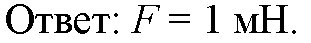 Ответ: F = 1 мН.